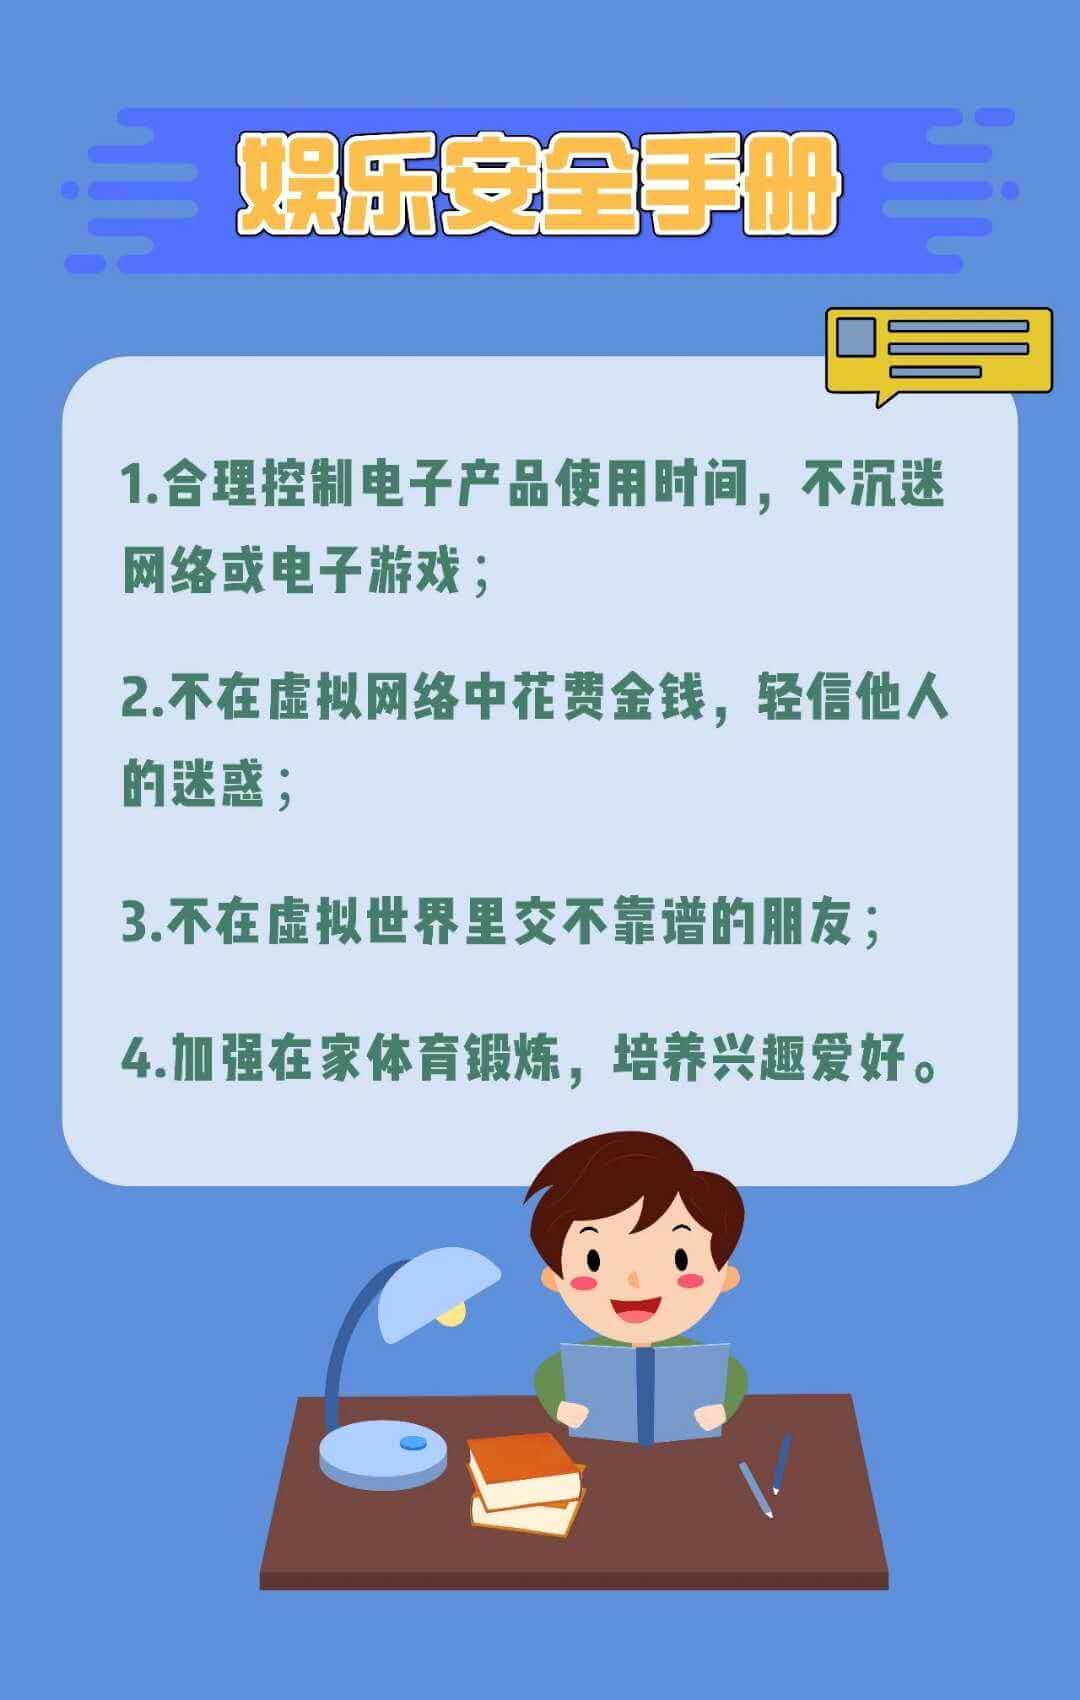 娱乐安全手册
1.合理控制电子产品使用时间，不沉迷
网络或电子游戏；
2.不在虚拟网络中花费金钱，轻信他人
的迷惑；
3.不在虚拟世界里交不靠谱的朋友；
4.加强在家体育锻炼，培养兴趣爱好。